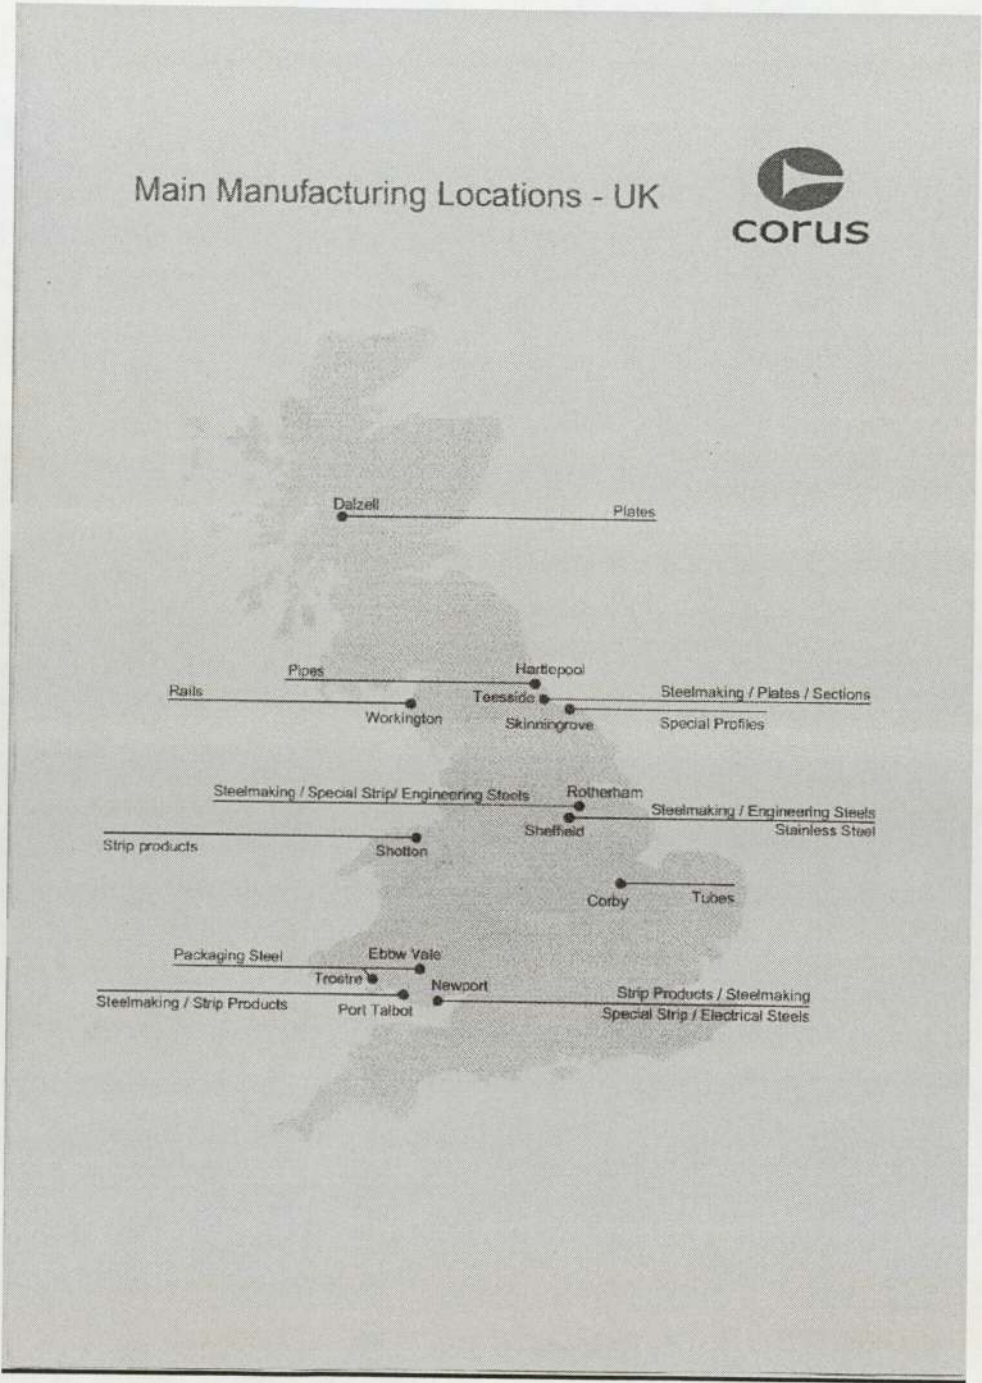 Main Manufacturing Locations - UK
corus
Dalzell
Plates
Pipes
Hartlepool
Rails
Teesside
Steelmaking / Plates / Sections
Workington
Skinningrove
Special Profiles
Steelmaking / Special Strip/ Engineering Steels
Rotherham
Steelmaking / Engineering Steels
Sheffield
Stainless Steel
Strip products
Shotton
Corby
Tubes
Packaging Steel
Ebbw Vale
Trostre
Newport
Strip Products / Steelmaking
Steelmaking / Strip Products
Port Talbot
Special Strip / Electrical Steels